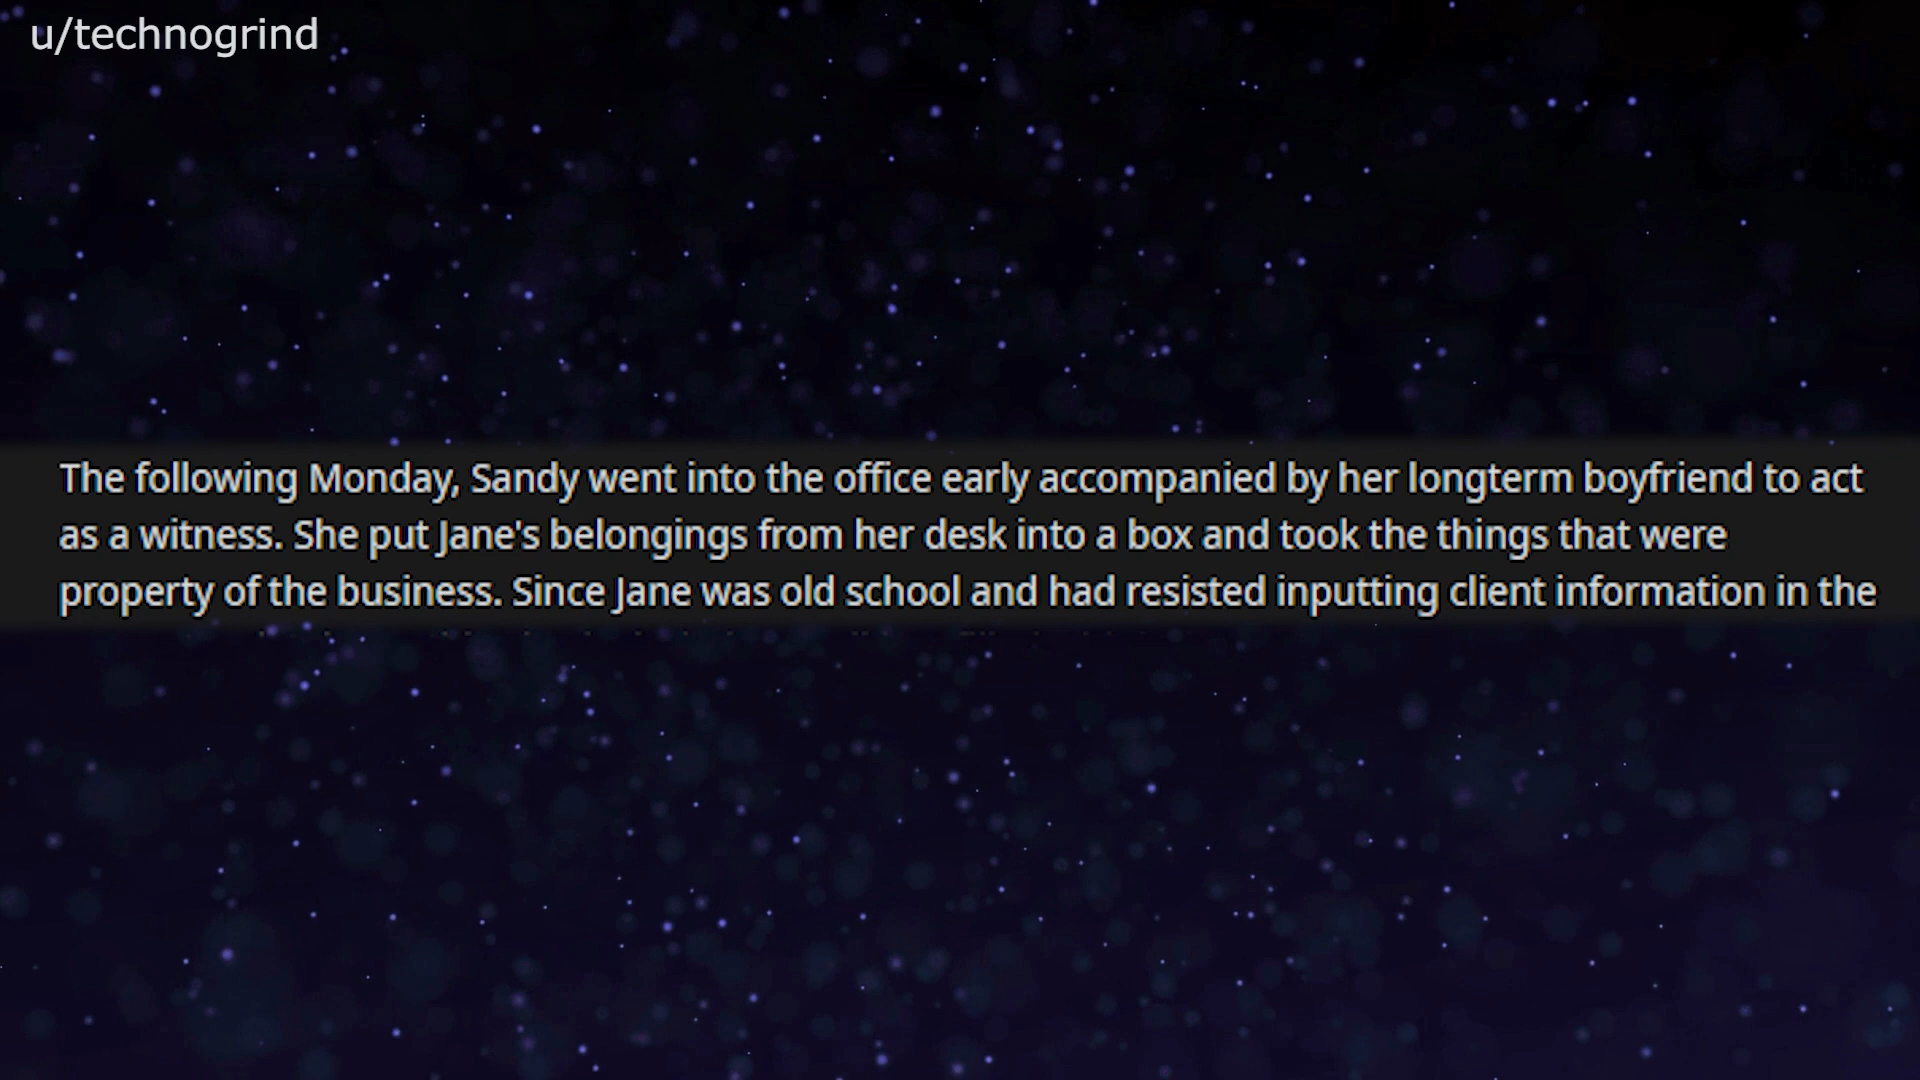 u/technogrind
The following Monday, Sandy went into the office early accompanied by her longterm boyfriend to act
as a witness. She put Jane's belongings from her desk into a box and took the things that were
property of the business. Since Jane was old school and had resisted inputting client information in the